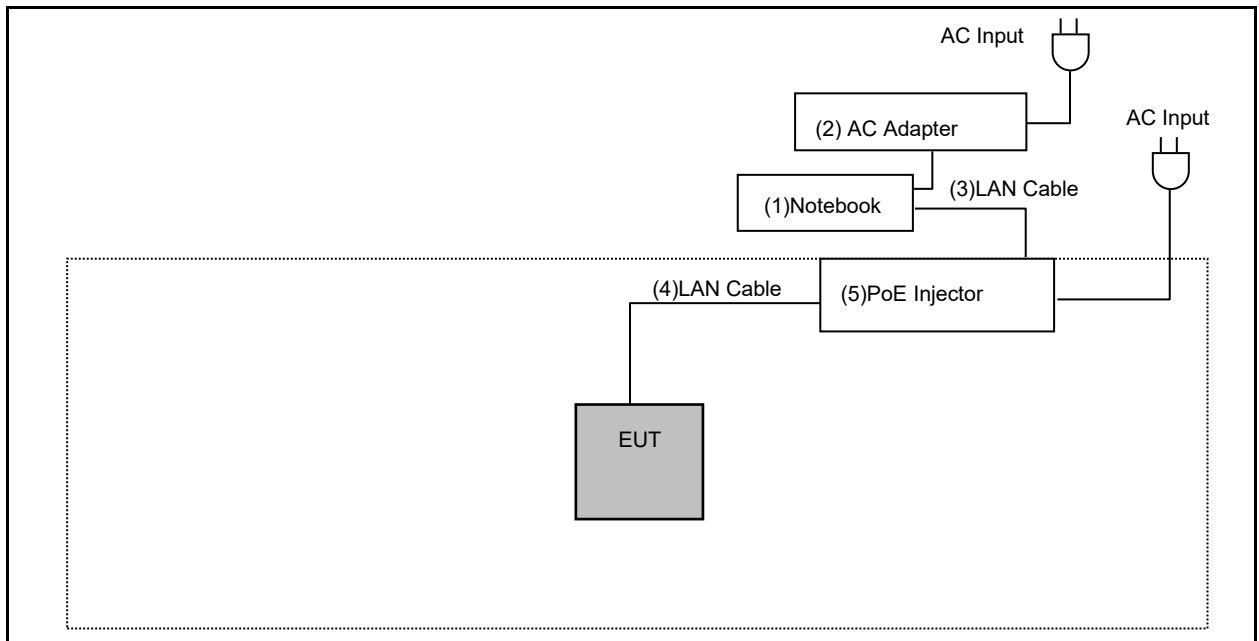 AC Input
(2) AC Adapter
AC Input
(1)Notebook
(3)LAN Cable
(4)LAN Cable
(5)PoE Injector
EUT